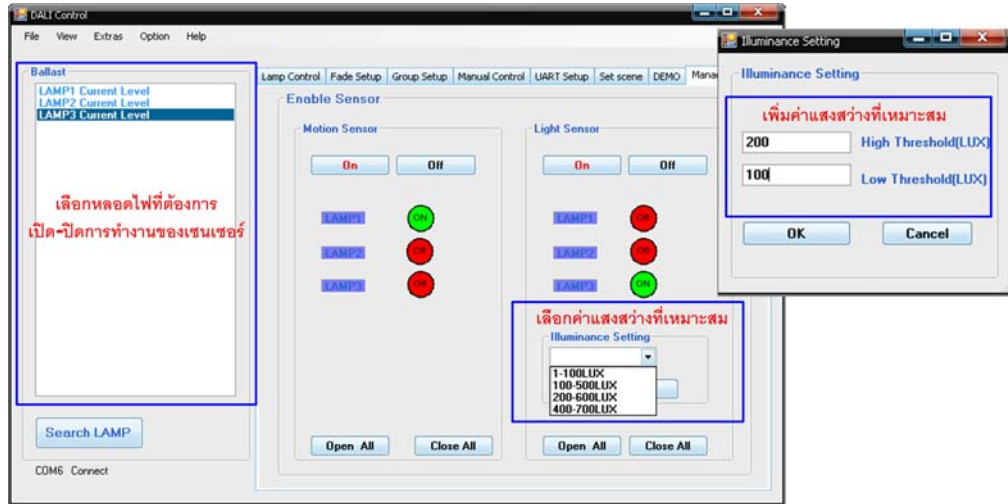 DALI Control
File View Extras Option Help
Ballast
LAMP1 Current Level
LAMP2 Current Level
LAMP3 Current Level
เลือกหลอดไฟที่ต้องการ
เปิด-ปิดการทำงานของเซนเซอร์
Search LAMP
COM6 Connect
Lamp Control Fade Setup Group Setup Manual Control UART Setup Set scene DEMO
Enable Sensor
Motion Sensor
On Off
LAMP1 ON
LAMP2 Off
LAMP3 Off
Open All Close All
Light Sensor
On Off
LAMP1 Off
LAMP2 Off
LAMP3 ON
เลือกค่าแสงสว่างที่เหมาะสม
Illuminance Setting
1-100LUX
100-500LUX
200-600LUX
400-700LUX
Open All Close All
Illuminance Setting
Illuminance Setting
เพิ่มค่าแสงสว่างที่เหมาะสม
200 High Threshold(LUX)
100 Low Threshold(LUX)
OK Cancel